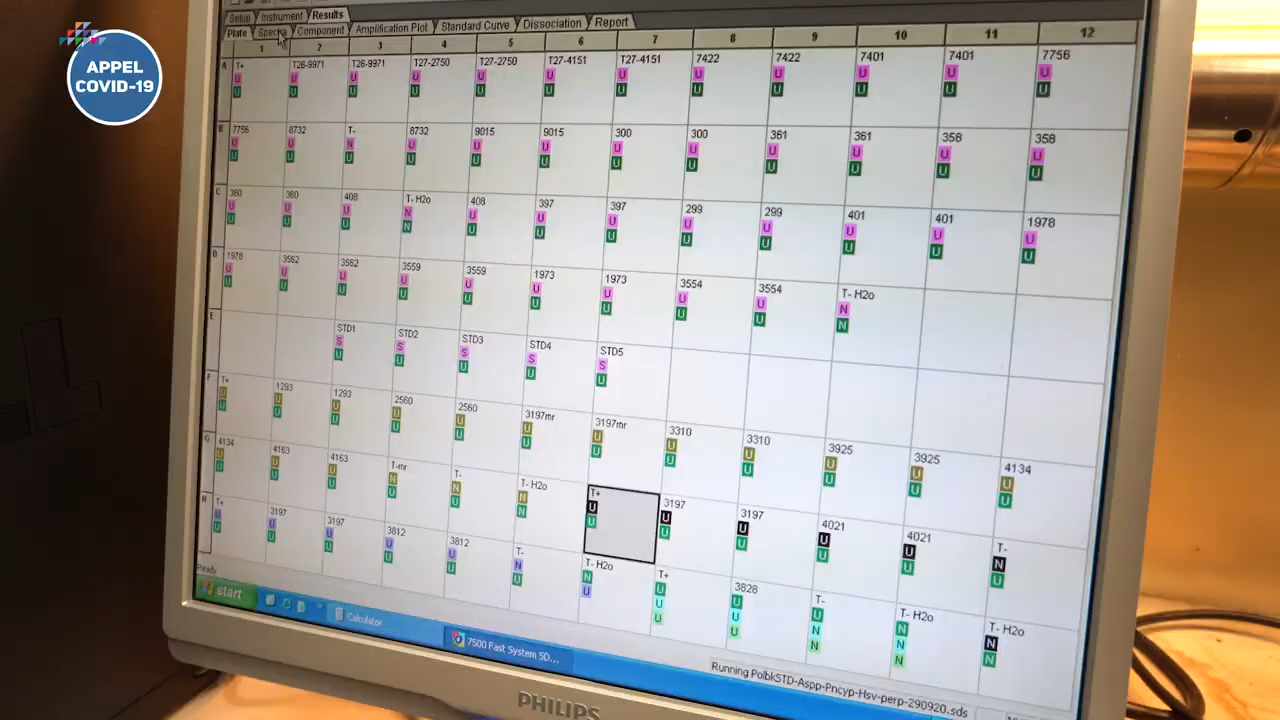 APPEL
COVID-19
Setup Instrument Results
Plate Spectra Component Amplification Plot Standard Curve Dissociation Report
1 2 3 4 5 6 7 8 9 10 11 12
A T+ T26-9971 T26-9971 T27-2750 T27-2750 T27-4151 T27-4151 7422 7422 7401 7401 7756
U U U U U U U U U U U U
U U U U U U U U U U U U
B 7756 8732 T- 8732 9015 9015 300 300 361 361 358 358
U U N U U U U U U U U U
U U U U U U U U U U U U
C 360 360 408 T- H2o 408 397 397 299 299 401 401 1978
U U U N U U U U U U U U
U U U N U U U U U U U U
D 1978 3562 3562 3559 3559 1973 1973 3554 3554 T- H2o
U U U U U U U U U N
U U U U U U U U U N
E STD1 STD2 STD3 STD4 STD5
S S S S S
U U U U U
F T+ 1293 1293 2560 2560 3197mr 3197mr 3310 3310 3925 3925 4134
U U U U U U U U U U U U
U U U U U U U U U U U U
G 4134 4163 4163 T-mr T- T- H2o T+ 3197 3197 4021 4021 T-
U U U N N N U U U U U N
U U U U U N U U U U U U
H T+ 3197 3197 3812 3812 T- T- H2o T+ 3828 T- T- H2o T- H2o
U U U U U N N U U U N N
U U U U U U U U U N N N
U U N N
Ready
start Calculator 7500 Fast System SD...
Running PolbkSTD-Aspp-Pncyp-Hsv-perp-290920.sds
PHILIPS